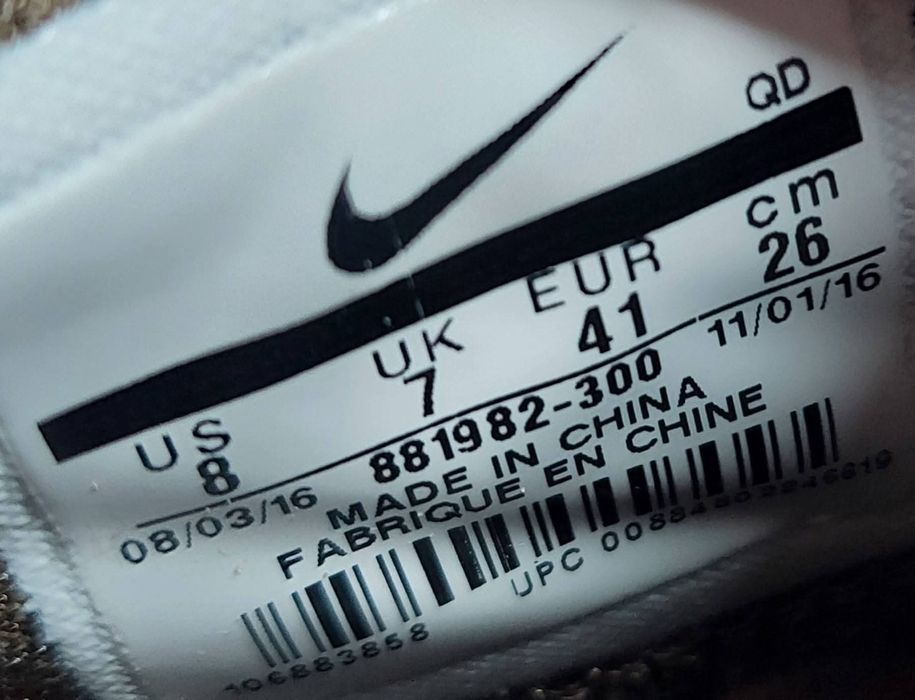 QD
US UK EUR cm
8 7 41 26
08/03/16 881982-300 11/01/16
MADE IN CHINA
FABRIQUE EN CHINE
UPC